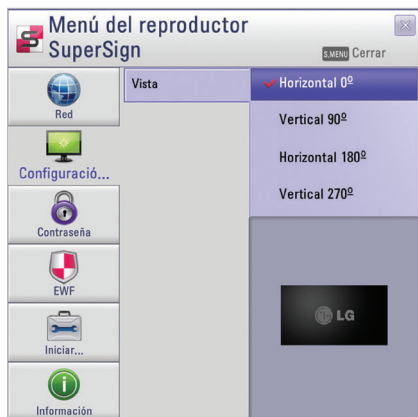 Menú del reproductor
SuperSign
S.MENU Cerrar
Red
Configuració...
Contraseña
EWF
Iniciar...
Información
Vista
Horizontal 0º
Vertical 90º
Horizontal 180º
Vertical 270º
LG